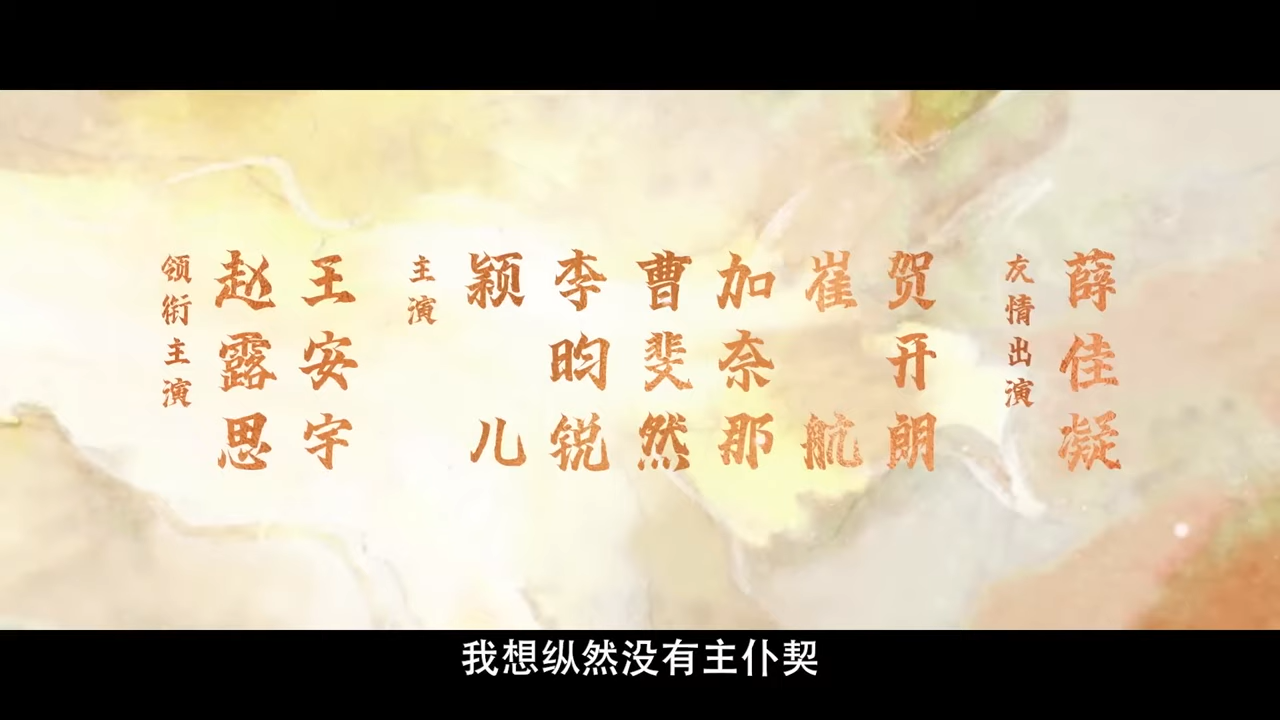 领衔主演
赵露思
王安宇
主演
颖儿
李昀锐
曹斐然
加奈那
崔航
贺开朗
友情出演
薛佳凝
我想纵然没有主仆契